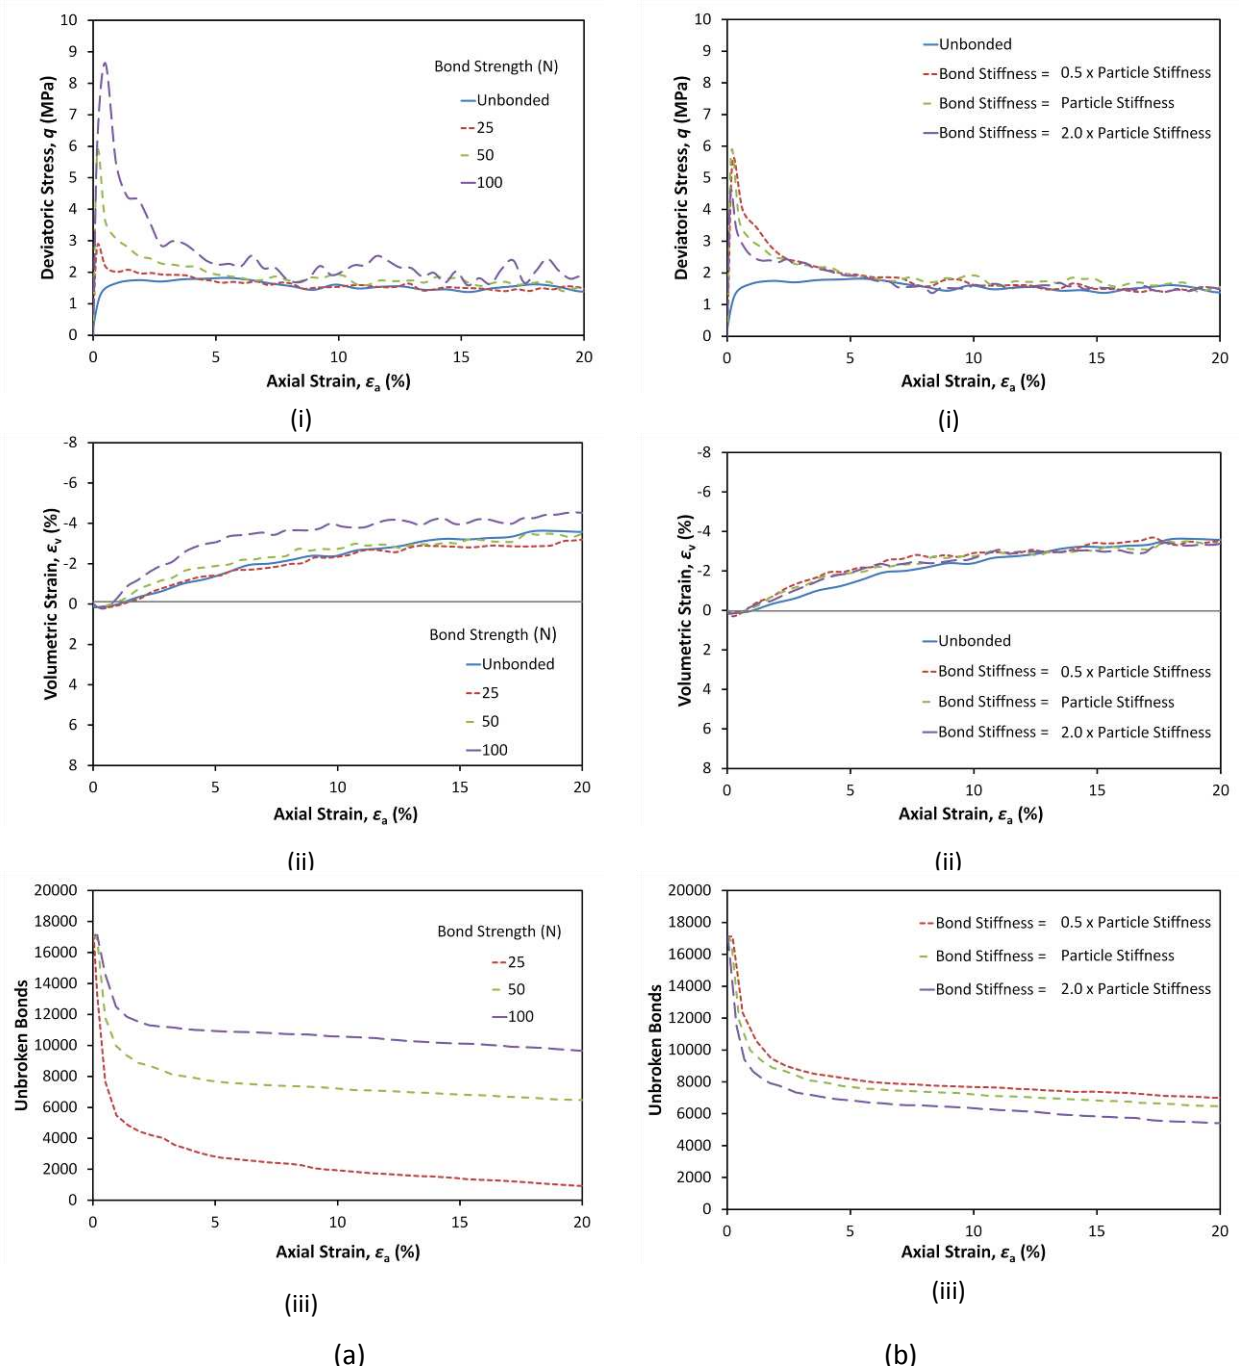 10
9
8
7
6
5
4
3
2
1
0
Deviatoric Stress, q (MPa)
Bond Strength (N)
Unbonded
25
50
100
0 5 10 15 20
Axial Strain, εa (%)
(i)
10
9
8
7
6
5
4
3
2
1
0
Deviatoric Stress, q (MPa)
Unbonded
Bond Stiffness = 0.5 x Particle Stiffness
Bond Stiffness = Particle Stiffness
Bond Stiffness = 2.0 x Particle Stiffness
0 5 10 15 20
Axial Strain, εa (%)
(i)
-8
-6
-4
-2
0
2
4
6
8
Volumetric Strain, εv (%)
Bond Strength (N)
Unbonded
25
50
100
0 5 10 15 20
Axial Strain, εa (%)
(ii)
-8
-6
-4
-2
0
2
4
6
8
Volumetric Strain, εv (%)
Unbonded
Bond Stiffness = 0.5 x Particle Stiffness
Bond Stiffness = Particle Stiffness
Bond Stiffness = 2.0 x Particle Stiffness
0 5 10 15 20
Axial Strain, εa (%)
(ii)
20000
18000
16000
14000
12000
10000
8000
6000
4000
2000
0
Unbroken Bonds
Bond Strength (N)
25
50
100
0 5 10 15 20
Axial Strain, εa (%)
(iii)
20000
18000
16000
14000
12000
10000
8000
6000
4000
2000
0
Unbroken Bonds
Bond Stiffness = 0.5 x Particle Stiffness
Bond Stiffness = Particle Stiffness
Bond Stiffness = 2.0 x Particle Stiffness
0 5 10 15 20
Axial Strain, εa (%)
(iii)
(a)
(b)